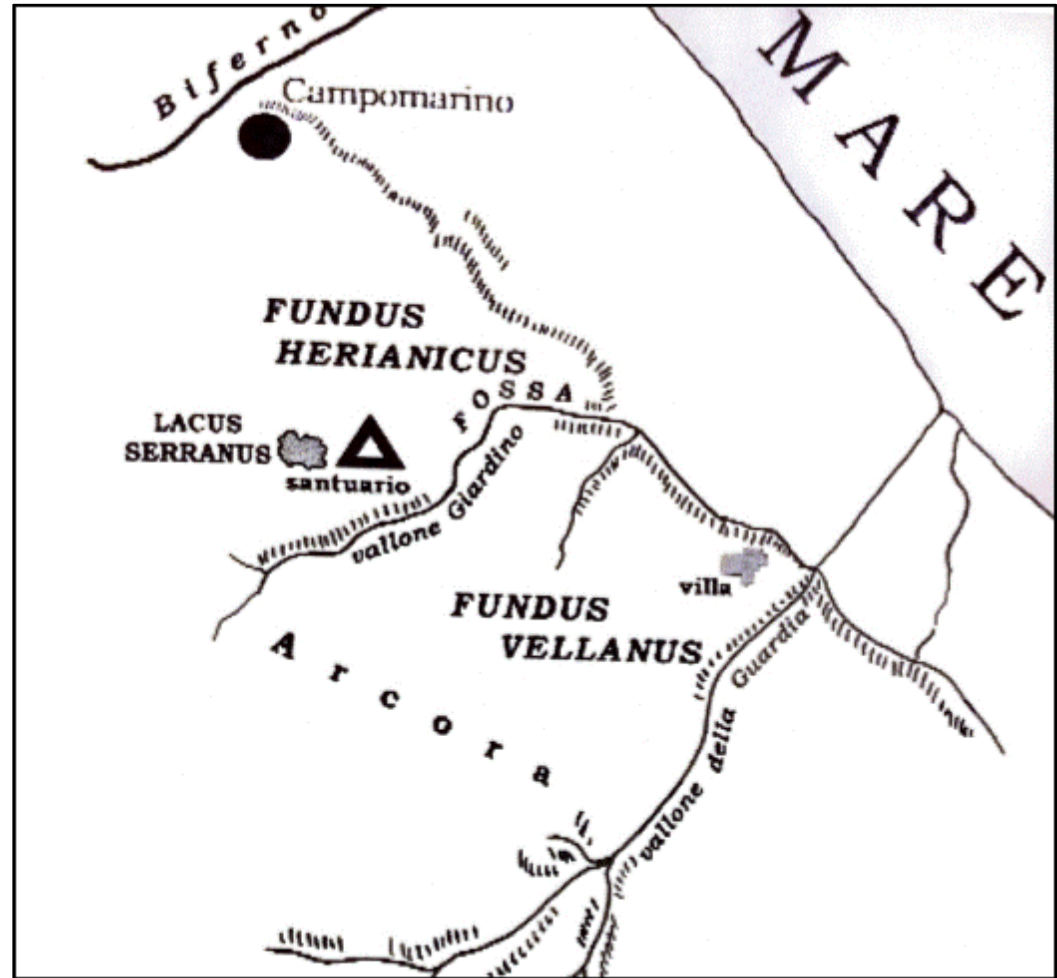 Biferno
Campomarino
MARE
FUNDUS
HERIANICUS
FOSSA
LACUS
SERRANUS
santuario
vallone Giardino
villa
FUNDUS
VELLANUS
Arcora
vallone della Guardia